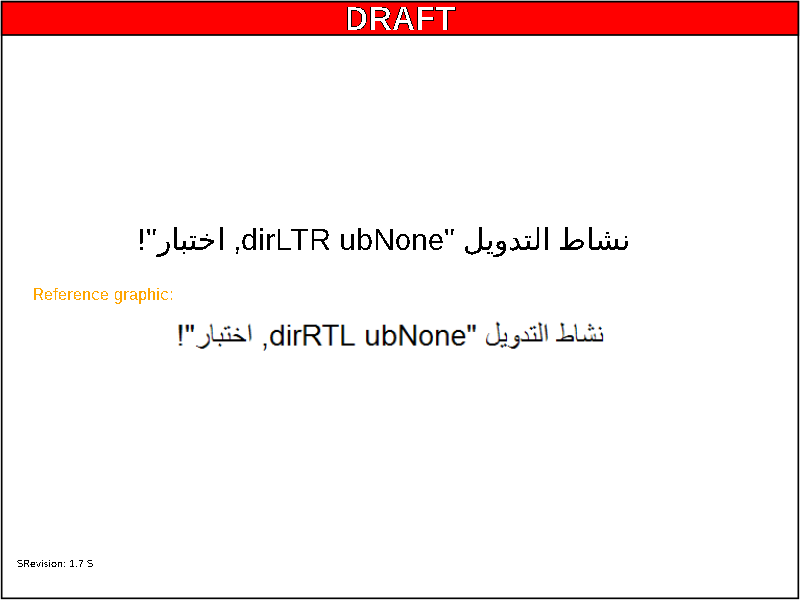 DRAFT
نشاط التدويل "dirLTR ubNone, اختبار"!
Reference graphic:
نشاط التدويل "dirRTL ubNone, اختبار"!
SRevision: 1.7 S